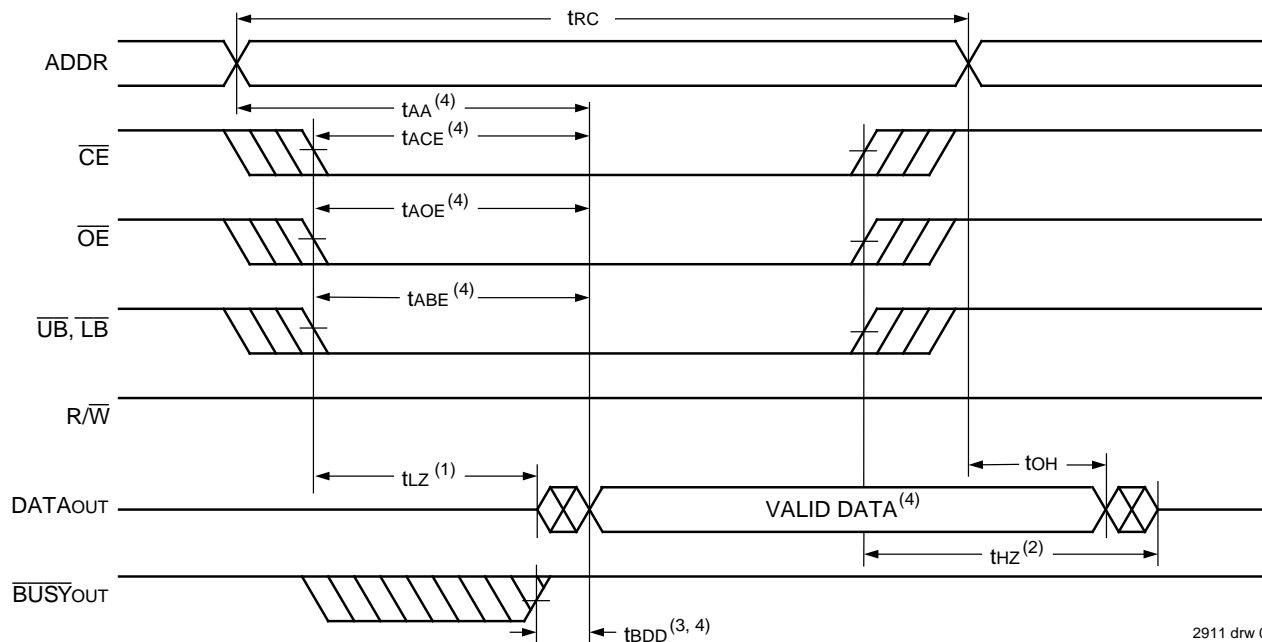 tRC
ADDR
tAA (4)
tACE (4)
CE
tAOE (4)
OE
tABE (4)
UB, LB
R/W
tLZ (1)
tOH
DATAOUT
VALID DATA(4)
tHZ (2)
BUSYOUT
tBDD (3, 4)
2911 drw 0